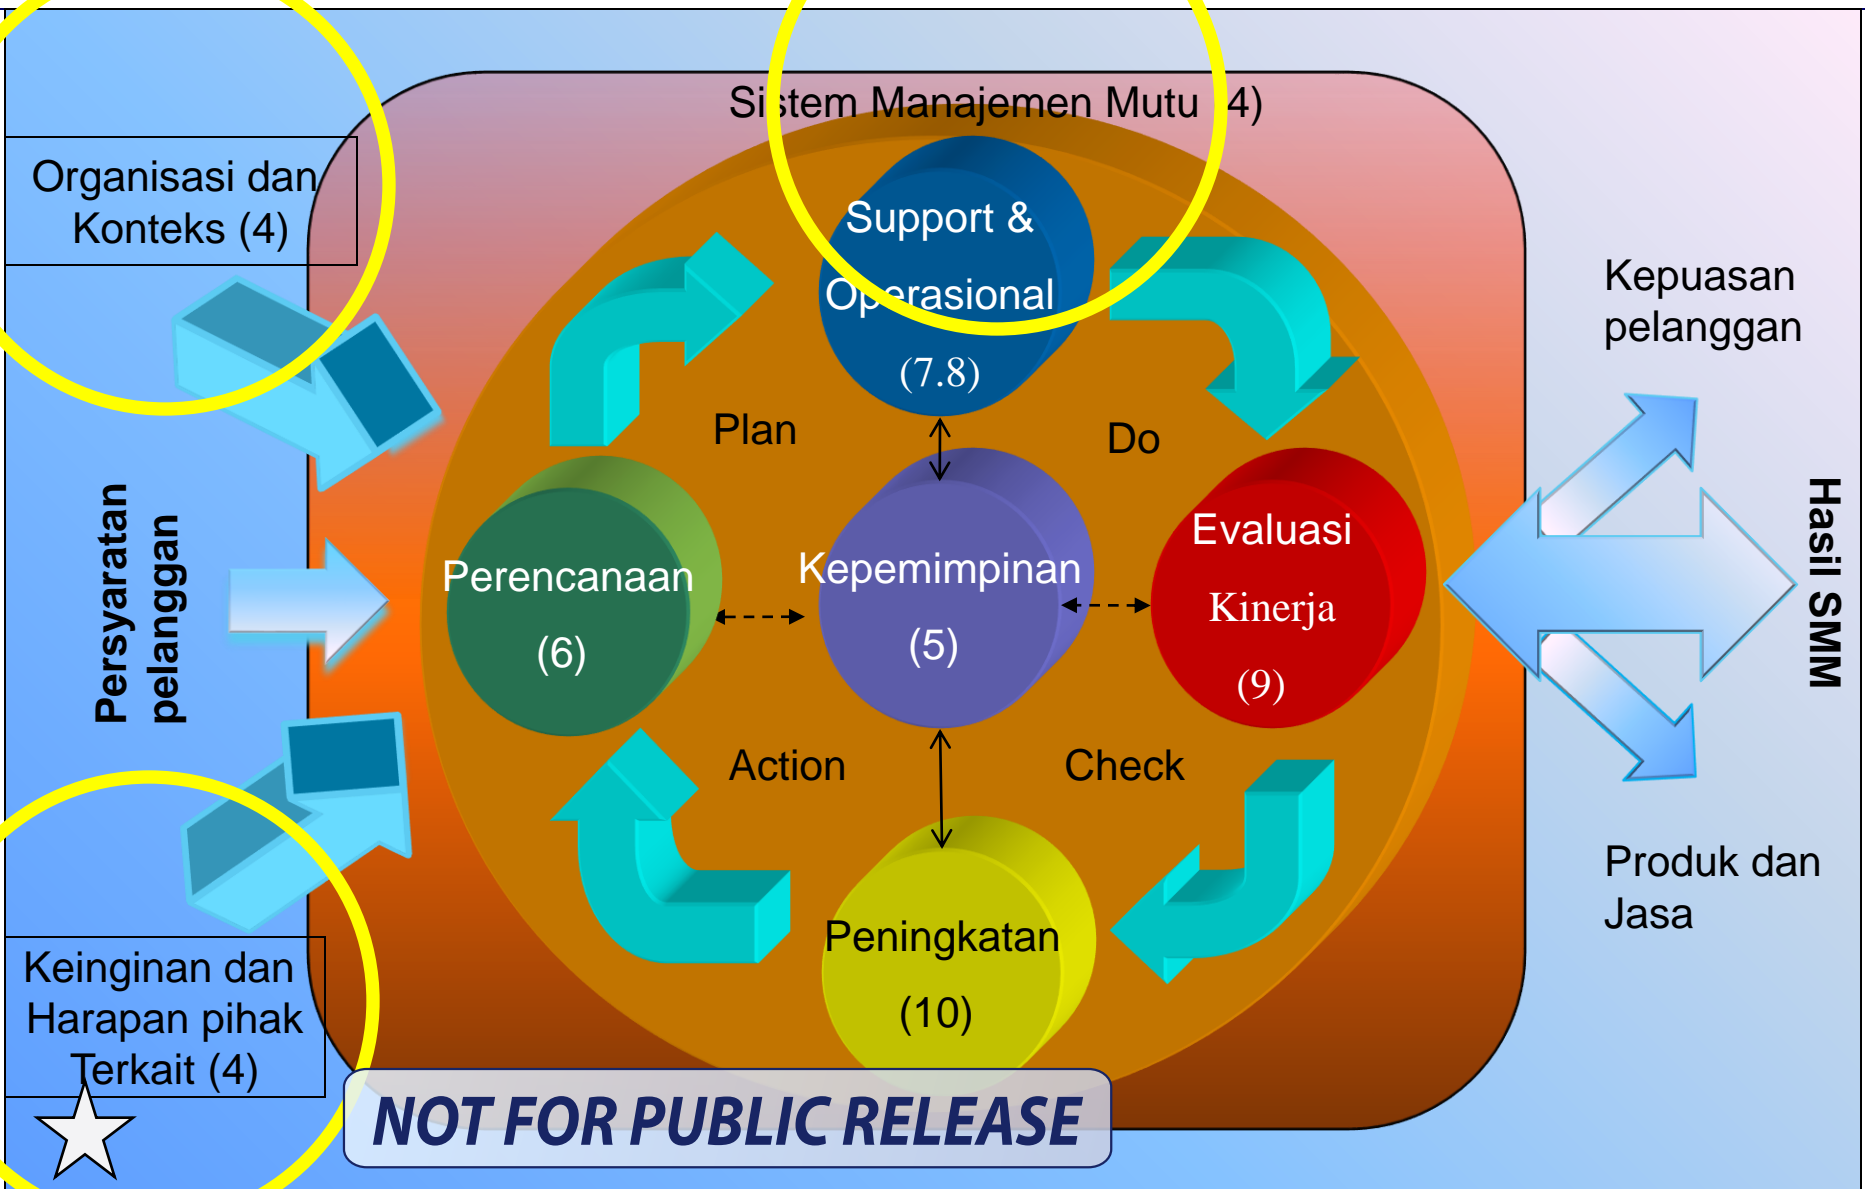 Sistem Manajemen Mutu (4)
Organisasi dan
Konteks (4)
Support &
Operasional
(7.8)
Kepuasan
pelanggan
Plan
Do
Persyaratan
pelanggan
Perencanaan
(6)
Kepemimpinan
(5)
Evaluasi
Kinerja
(9)
Hasil SMM
Action
Check
Produk dan
Jasa
Peningkatan
(10)
Keinginan dan
Harapan pihak
Terkait (4)
NOT FOR PUBLIC RELEASE